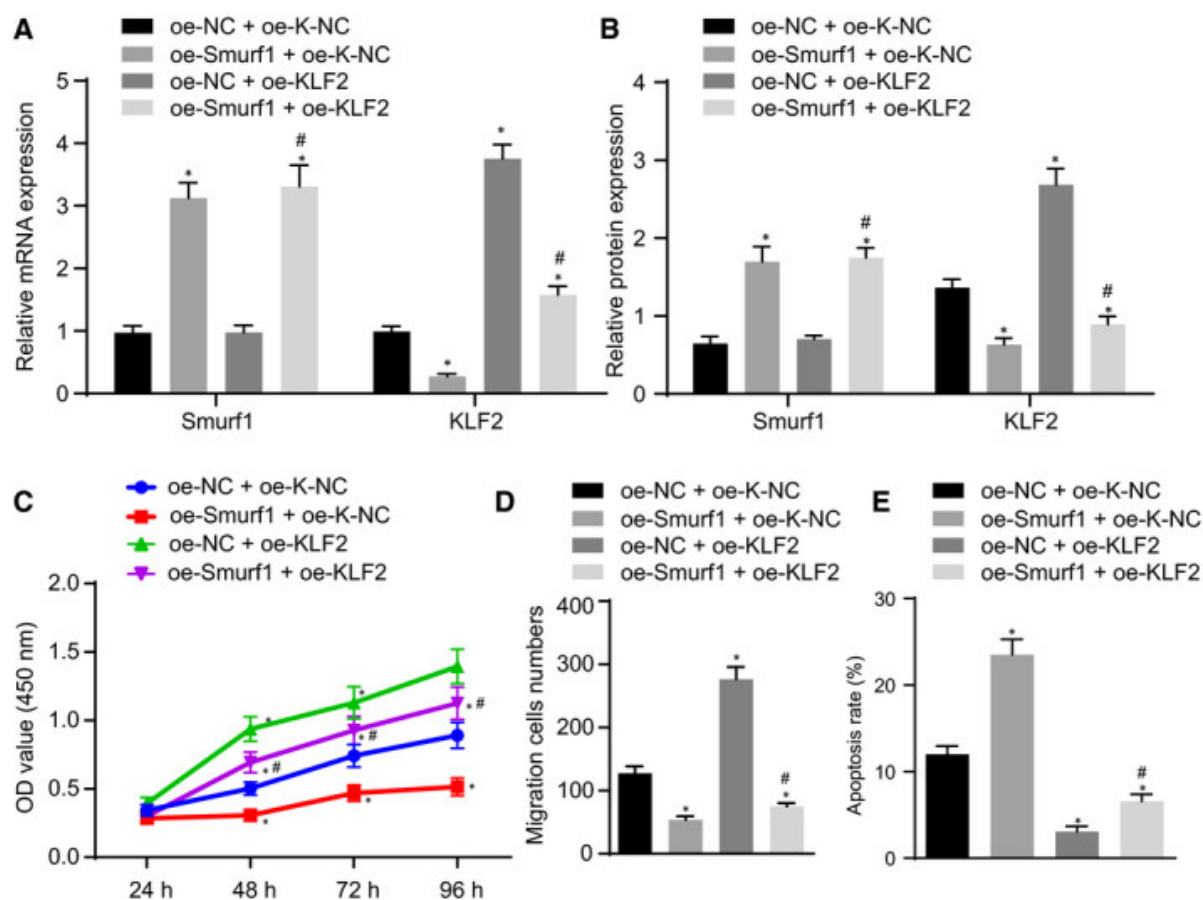 A
oe-NC + oe-K-NC
oe-Smurf1 + oe-K-NC
oe-NC + oe-KLF2
oe-Smurf1 + oe-KLF2
Relative mRNA expression
5
4
3
2
1
0
*
#
*
*
*
#
*
Smurf1
KLF2
B
oe-NC + oe-K-NC
oe-Smurf1 + oe-K-NC
oe-NC + oe-KLF2
oe-Smurf1 + oe-KLF2
Relative protein expression
4
3
2
1
0
*
#
*
*
*
#
*
Smurf1
KLF2
C
oe-NC + oe-K-NC
oe-Smurf1 + oe-K-NC
oe-NC + oe-KLF2
oe-Smurf1 + oe-KLF2
OD value (450 nm)
2.0
1.5
1.0
0.5
0.0
*
*#
*
*
*#
*
*#
*
24 h
48 h
72 h
96 h
D
oe-NC + oe-K-NC
oe-Smurf1 + oe-K-NC
oe-NC + oe-KLF2
oe-Smurf1 + oe-KLF2
Migration cells numbers
400
300
200
100
0
*
*
#
*
E
oe-NC + oe-K-NC
oe-Smurf1 + oe-K-NC
oe-NC + oe-KLF2
oe-Smurf1 + oe-KLF2
Apoptosis rate (%)
30
20
10
0
*
*
#
*